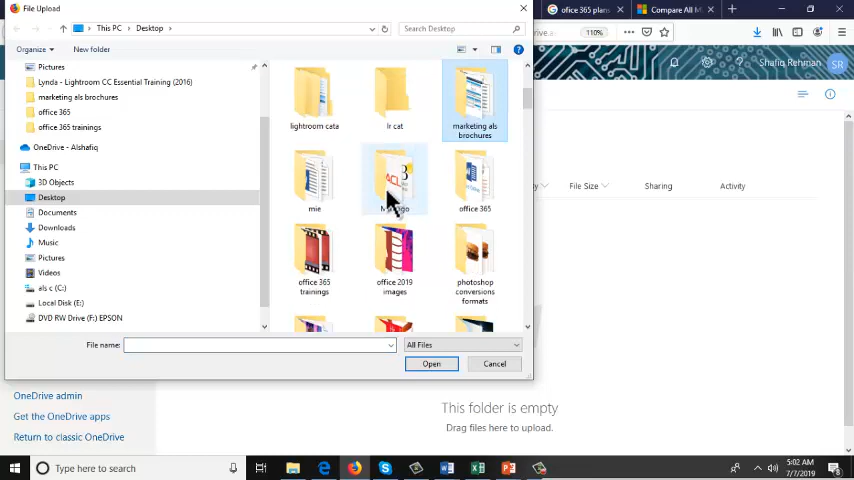 File Upload
office 365 plans
Compare All M
This PC
Desktop
Search Desktop
110%
Organize
New folder
Shafiq Rehman
SR
Pictures
Lynda - Lightroom CC Essential Training (2016)
marketing als brochures
office 365
office 365 trainings
OneDrive - Alshafiq
This PC
3D Objects
Desktop
Documents
Downloads
Music
Pictures
Videos
als c (C:)
Local Disk (E:)
DVD RW Drive (F:) EPSON
lightroom cata
lr cat
marketing als
brochures
mie
office 365
office 365
trainings
office 2019
images
photoshop
conversions
formats
File Size
Sharing
Activity
File name:
All Files
Open
Cancel
OneDrive admin
Get the OneDrive apps
Return to classic OneDrive
This folder is empty
Drag files here to upload.
Type here to search
5:02 AM
7/7/2019